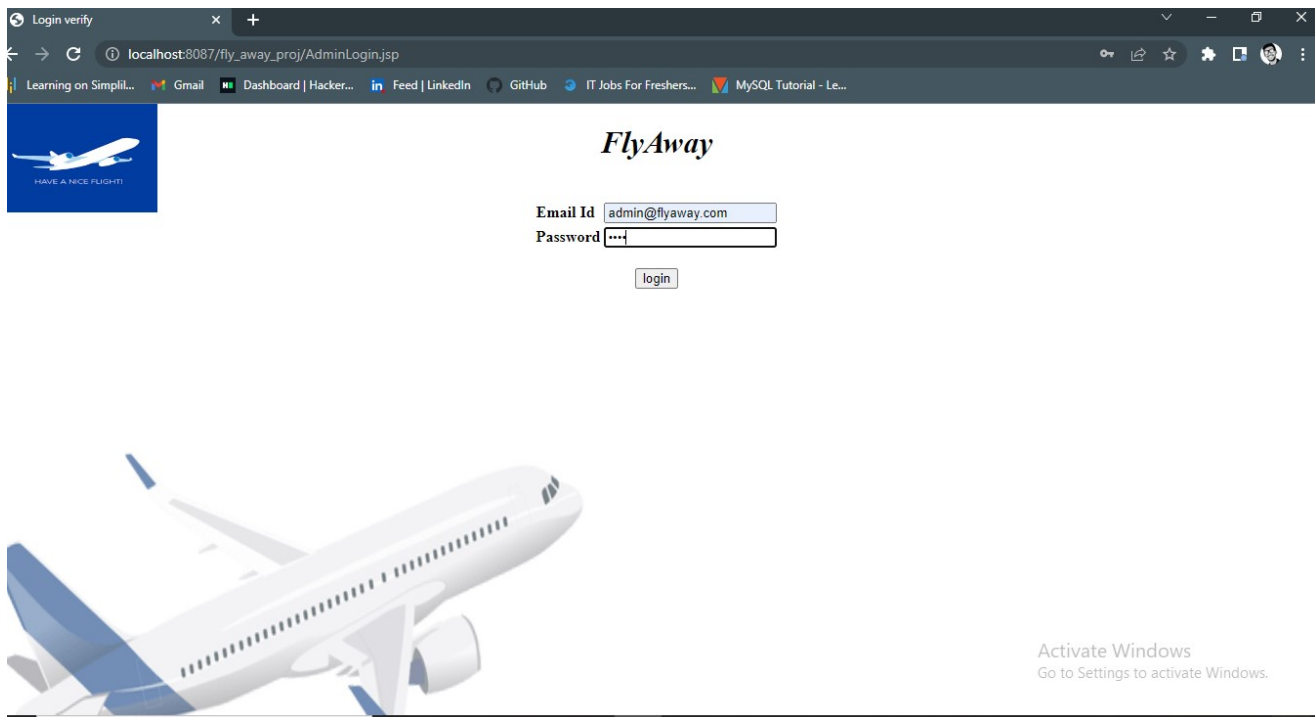 Login verify
localhost:8087/fly_away_proj/AdminLogin.jsp
Learning on Simplil... Gmail Dashboard | Hacker... Feed | LinkedIn GitHub IT Jobs For Freshers... MySQL Tutorial - Le...
HAVE A NICE FLIGHT!
FlyAway
Email Id admin@flyaway.com
Password ••••
login
Activate Windows
Go to Settings to activate Windows.